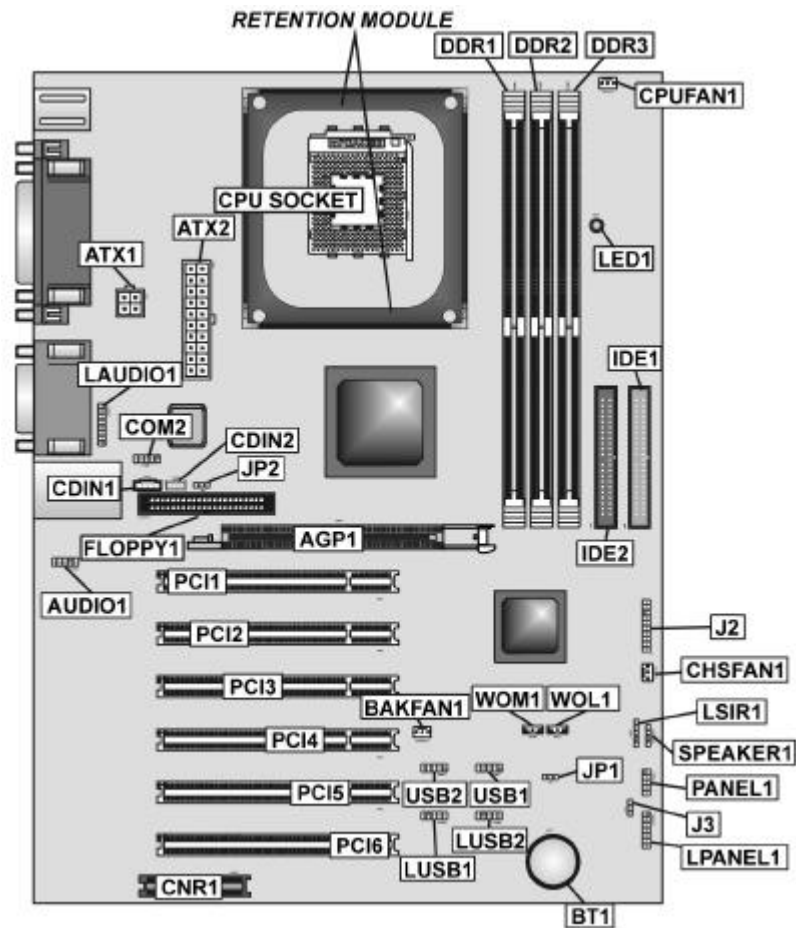 RETENTION MODULE
DDR1 DDR2 DDR3
CPUFAN1
CPU SOCKET
ATX2
ATX1
LED1
IDE1
LAUDIO1
COM2
CDIN2
JP2
CDIN1
FLOPPY1
AGP1
IDE2
AUDIO1
PCI1
PCI2
J2
CHSFAN1
PCI3
BAKFAN1
WOM1 WOL1
LSIR1
PCI4
SPEAKER1
JP1
PANEL1
PCI5
USB2 USB1
J3
PCI6
LUSB2
LUSB1
LPANEL1
CNR1
BT1